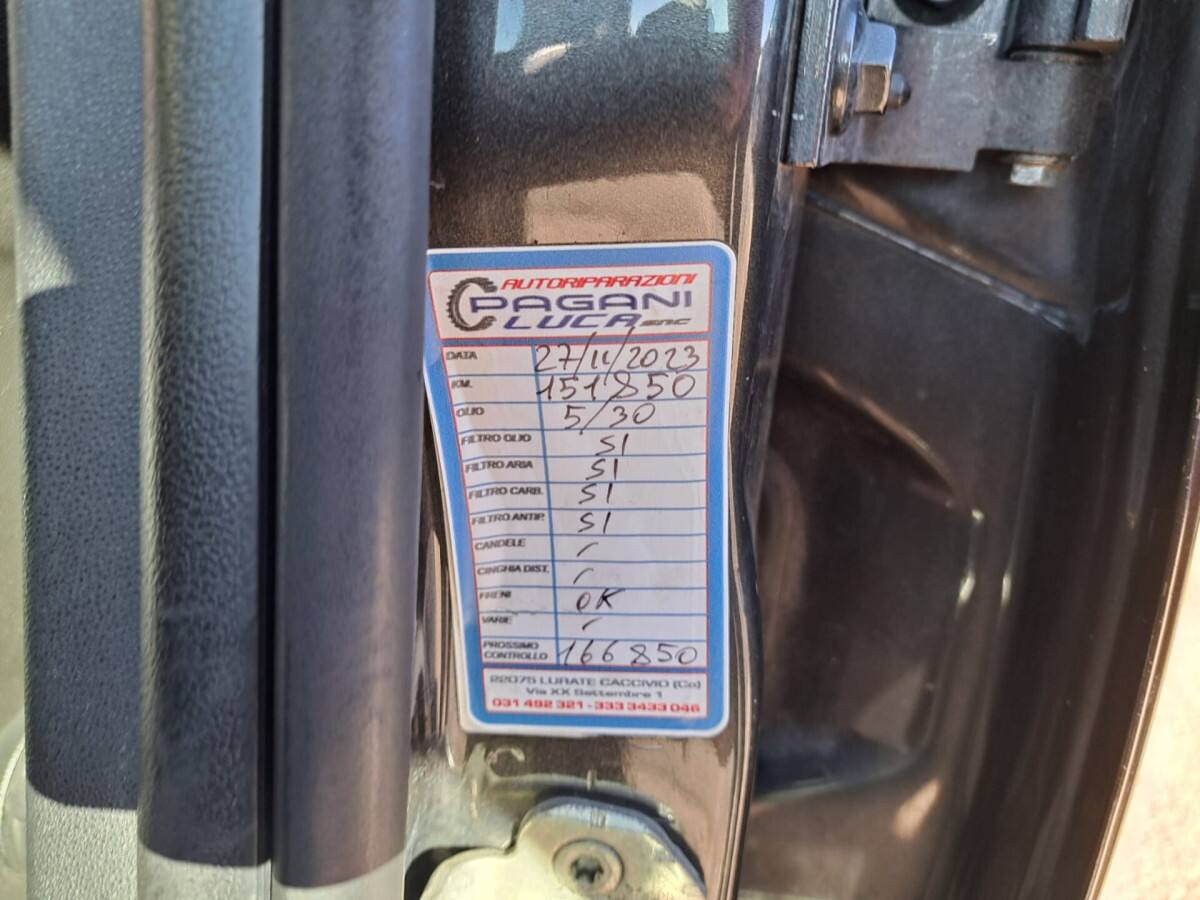 AUTORIPARAZIONI
PAGANI
LUCA SNC
DATA 27/11/2023
KM. 151850
OLIO 5/30
FILTRO OLIO SI
FILTRO ARIA SI
FILTRO CARB. SI
FILTRO ANTIP. SI
CANDELE -
CINGHIA DIST. -
FRENI OK
VARIE -
PROSSIMO
CONTROLLO 166850
22075 LURATE CACCIVIO (Co)
Via XX Settembre 1
031 492 321 - 333 3433 046